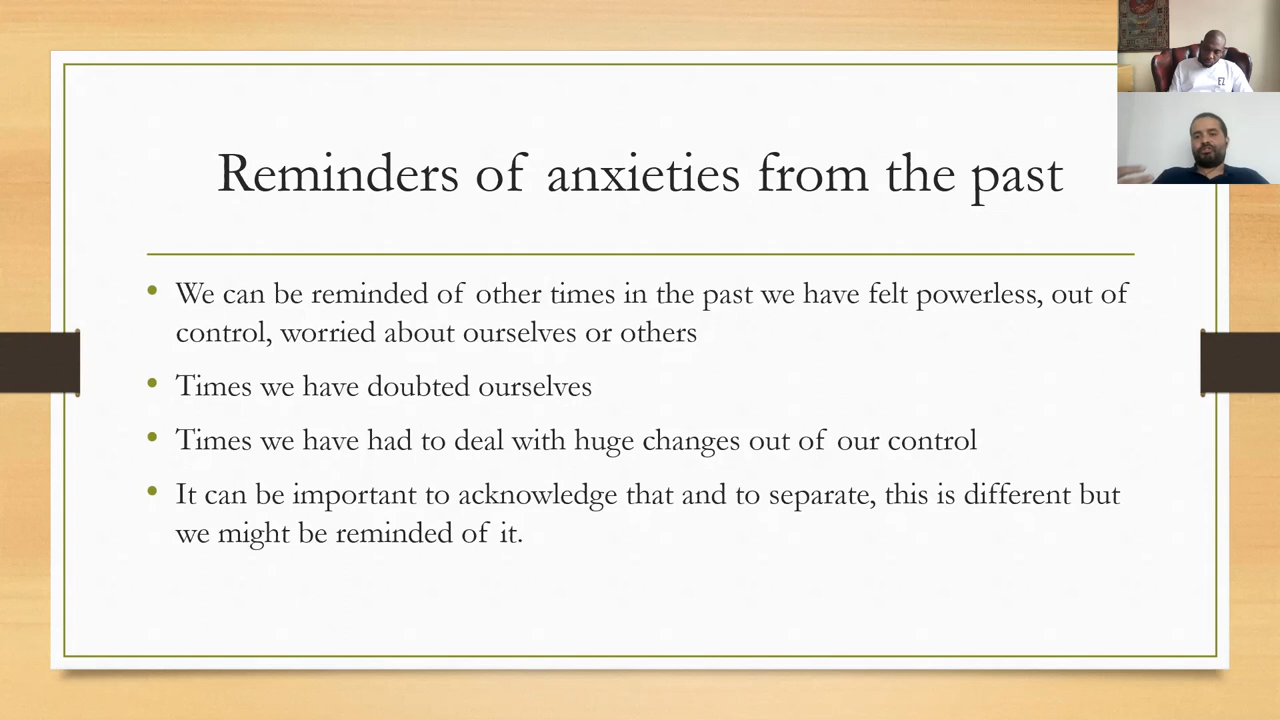 Reminders of anxieties from the past
• We can be reminded of other times in the past we have felt powerless, out of
control, worried about ourselves or others
• Times we have doubted ourselves
• Times we have had to deal with huge changes out of our control
• It can be important to acknowledge that and to separate, this is different but
we might be reminded of it.